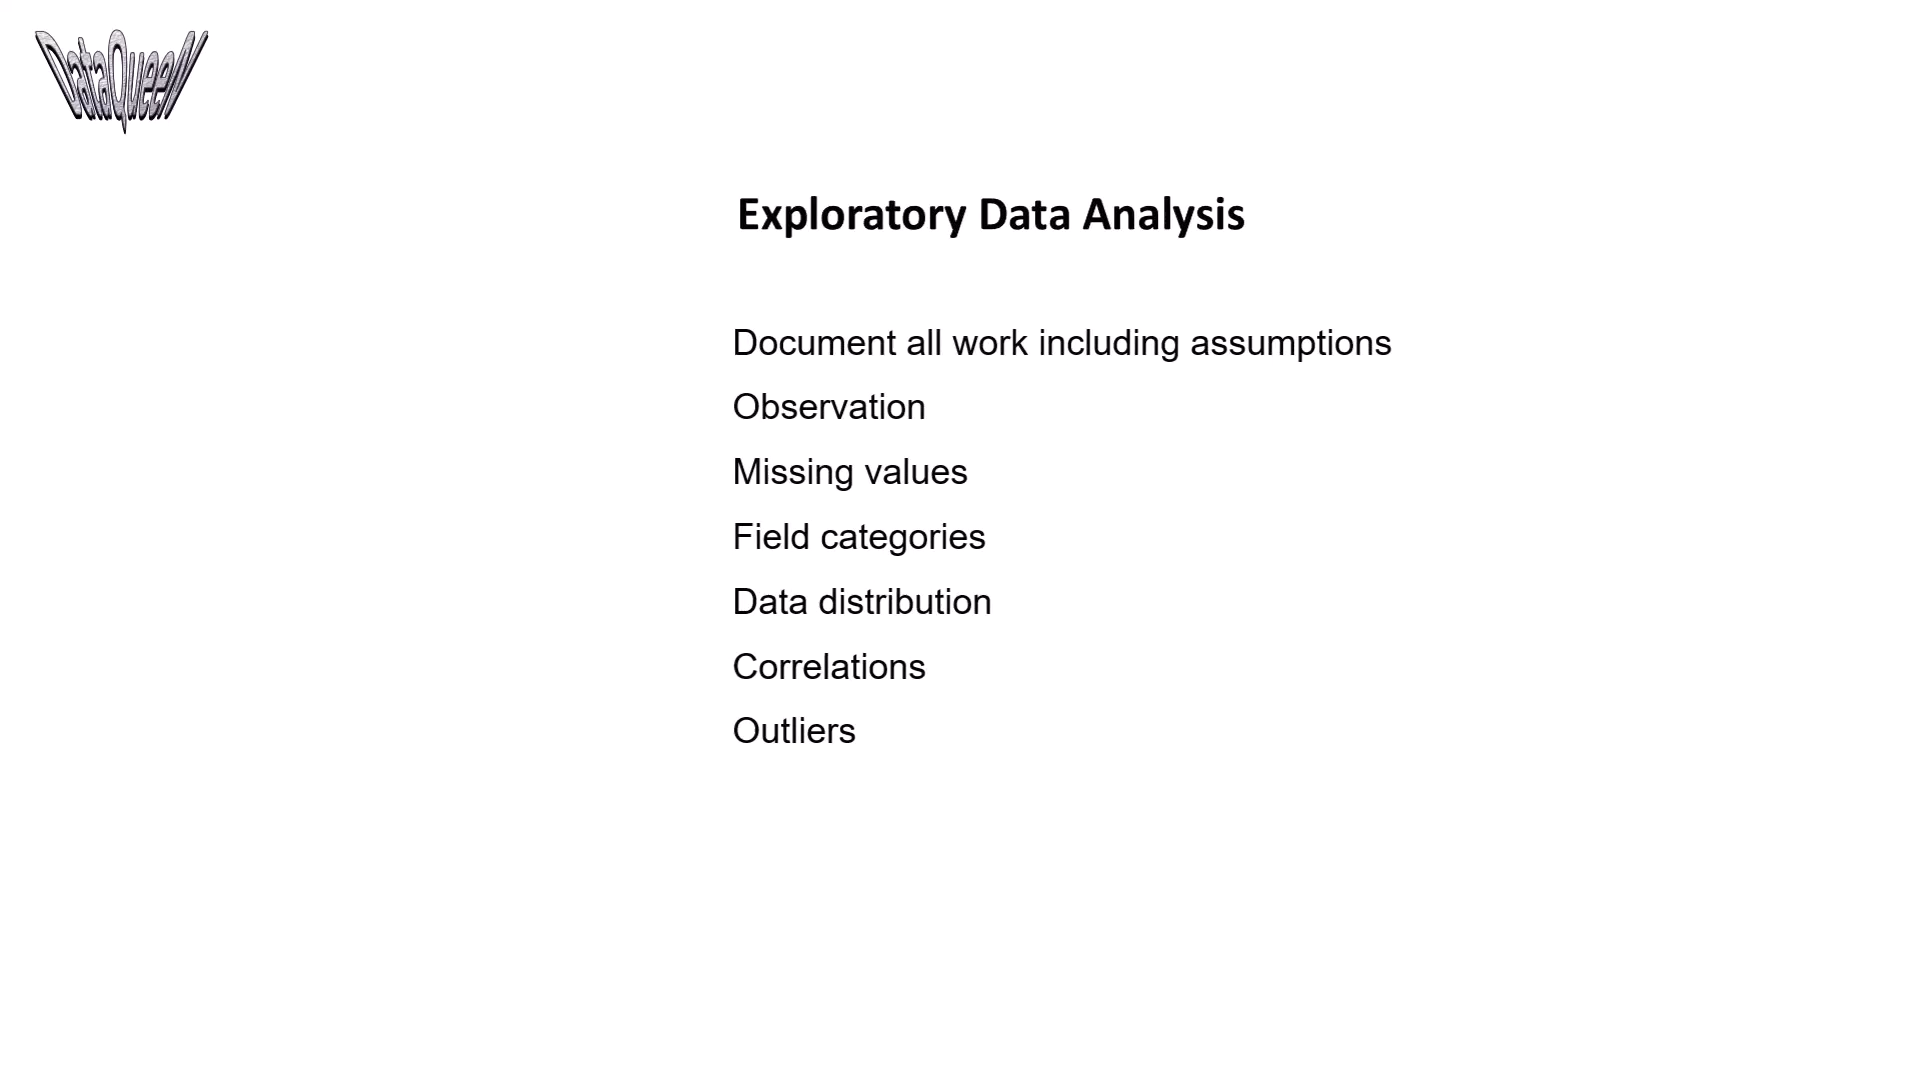 DataQueeN
Exploratory Data Analysis
Document all work including assumptions
Observation
Missing values
Field categories
Data distribution
Correlations
Outliers